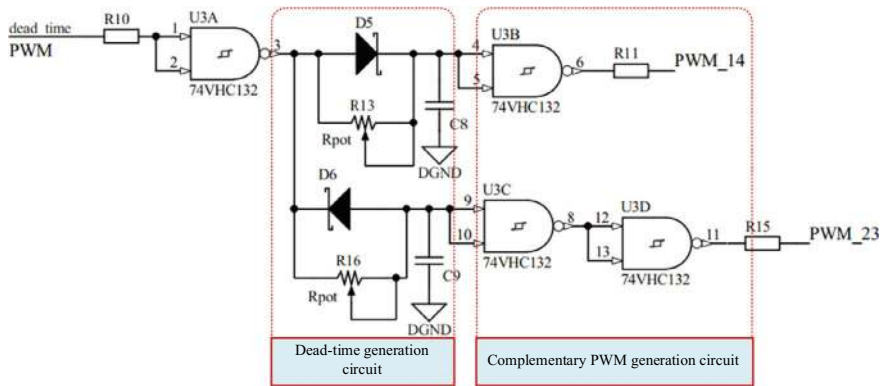 dead_time
PWM
R10
1
2
U3A
3
74VHC132
D5
R13
Rpot
C8
DGND
4
5
U3B
6
74VHC132
R11
PWM_14
D6
R16
Rpot
C9
DGND
9
10
U3C
8
74VHC132
12
13
U3D
11
74VHC132
R15
PWM_23
Dead-time generation
circuit
Complementary PWM generation circuit